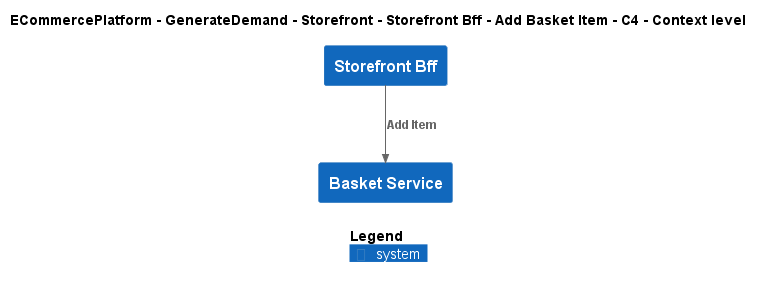 ECommercePlatform - GenerateDemand - Storefront - Storefront Bff - Add Basket Item - C4 - Context level
Storefront Bff
Add Item
Basket Service
Legend
system